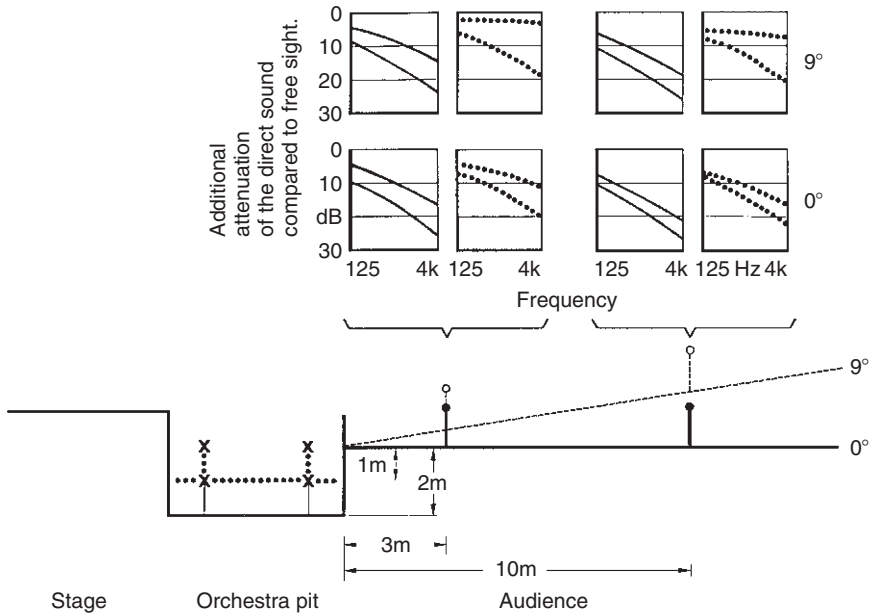 Additional
attenuation
of the direct sound
compared to free sight.
0
10
20
30
9°
0
10
dB
30
0°
125 4k 125 4k 125 4k 125 Hz 4k
Frequency
9°
x x
0°
1m
x x
2m
3m
10m
Stage Orchestra pit Audience